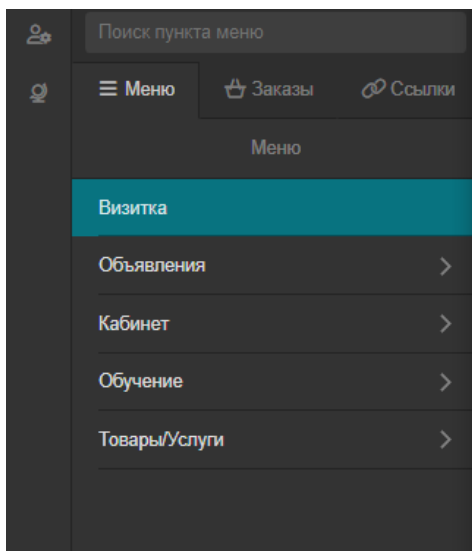 Поиск пункта меню
Меню Заказы Ссылки
Меню
Визитка
Объявления
Кабинет
Обучение
Товары/Услуги